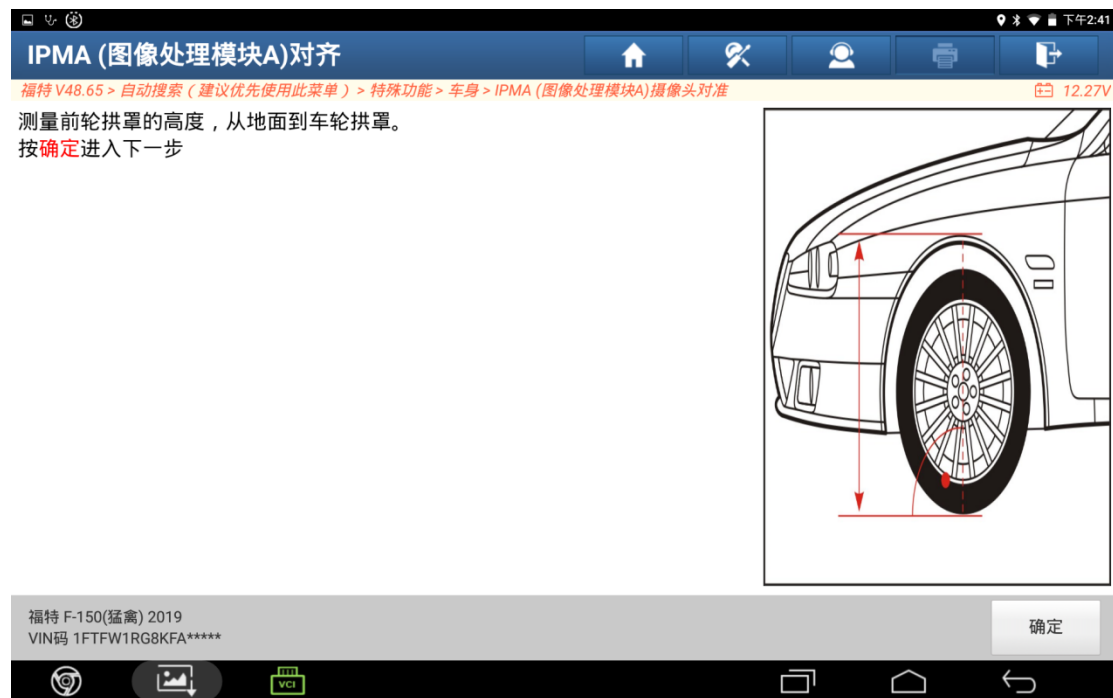 下午2:41
IPMA (图像处理模块A)对齐
福特 V48.65 > 自动搜索（建议优先使用此菜单）> 特殊功能 > 车身 > IPMA (图像处理模块A)摄像头对准
12.27V
测量前轮拱罩的高度，从地面到车轮拱罩。
按确定进入下一步
福特 F-150(猛禽) 2019
VIN码 1FTFW1RG8KFA*****
确定
VCI